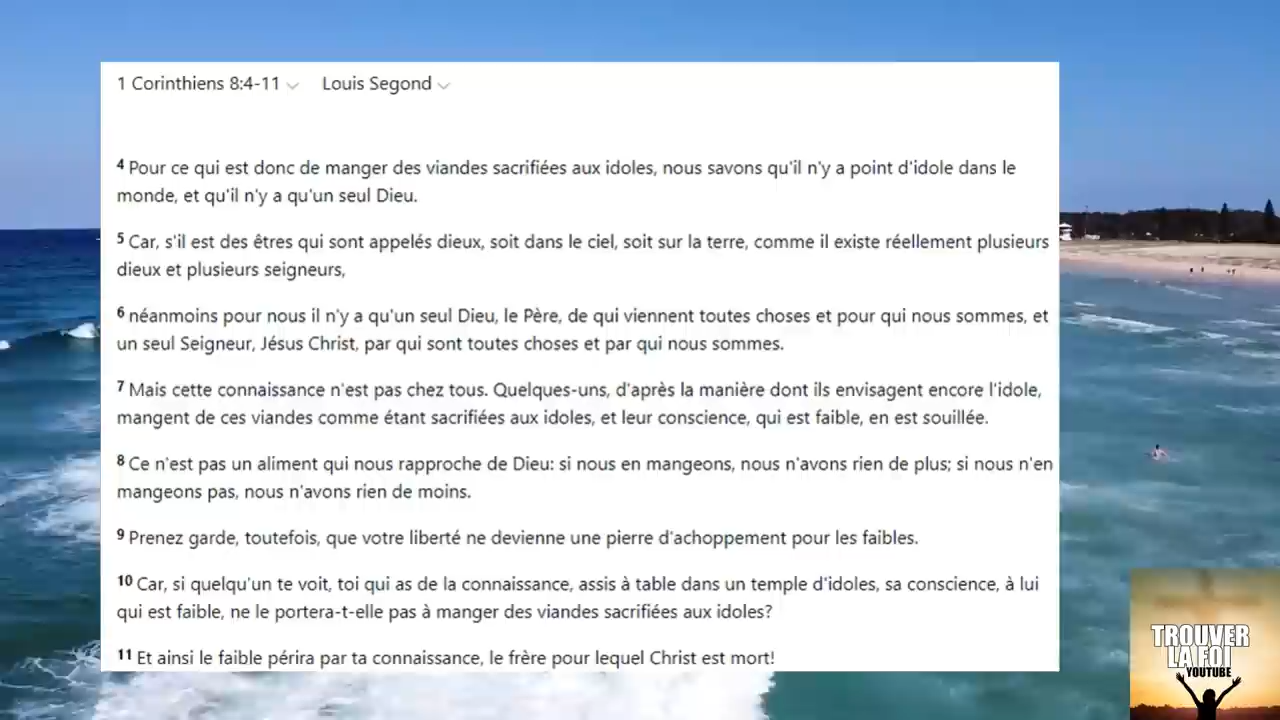 1 Corinthiens 8:4-11 Louis Segond
4 Pour ce qui est donc de manger des viandes sacrifiées aux idoles, nous savons qu'il n'y a point d'idole dans le
monde, et qu'il n'y a qu'un seul Dieu.
5 Car, s'il est des êtres qui sont appelés dieux, soit dans le ciel, soit sur la terre, comme il existe réellement plusieurs
dieux et plusieurs seigneurs,
6 néanmoins pour nous il n'y a qu'un seul Dieu, le Père, de qui viennent toutes choses et pour qui nous sommes, et
un seul Seigneur, Jésus Christ, par qui sont toutes choses et par qui nous sommes.
7 Mais cette connaissance n'est pas chez tous. Quelques-uns, d'après la manière dont ils envisagent encore l'idole,
mangent de ces viandes comme étant sacrifiées aux idoles, et leur conscience, qui est faible, en est souillée.
8 Ce n'est pas un aliment qui nous rapproche de Dieu: si nous en mangeons, nous n'avons rien de plus; si nous n'en
mangeons pas, nous n'avons rien de moins.
9 Prenez garde, toutefois, que votre liberté ne devienne une pierre d'achoppement pour les faibles.
10 Car, si quelqu'un te voit, toi qui as de la connaissance, assis à table dans un temple d'idoles, sa conscience, à lui
qui est faible, ne le portera-t-elle pas à manger des viandes sacrifiées aux idoles?
11 Et ainsi le faible périra par ta connaissance, le frère pour lequel Christ est mort!
TROUVER
LA FOI
YOUTUBE